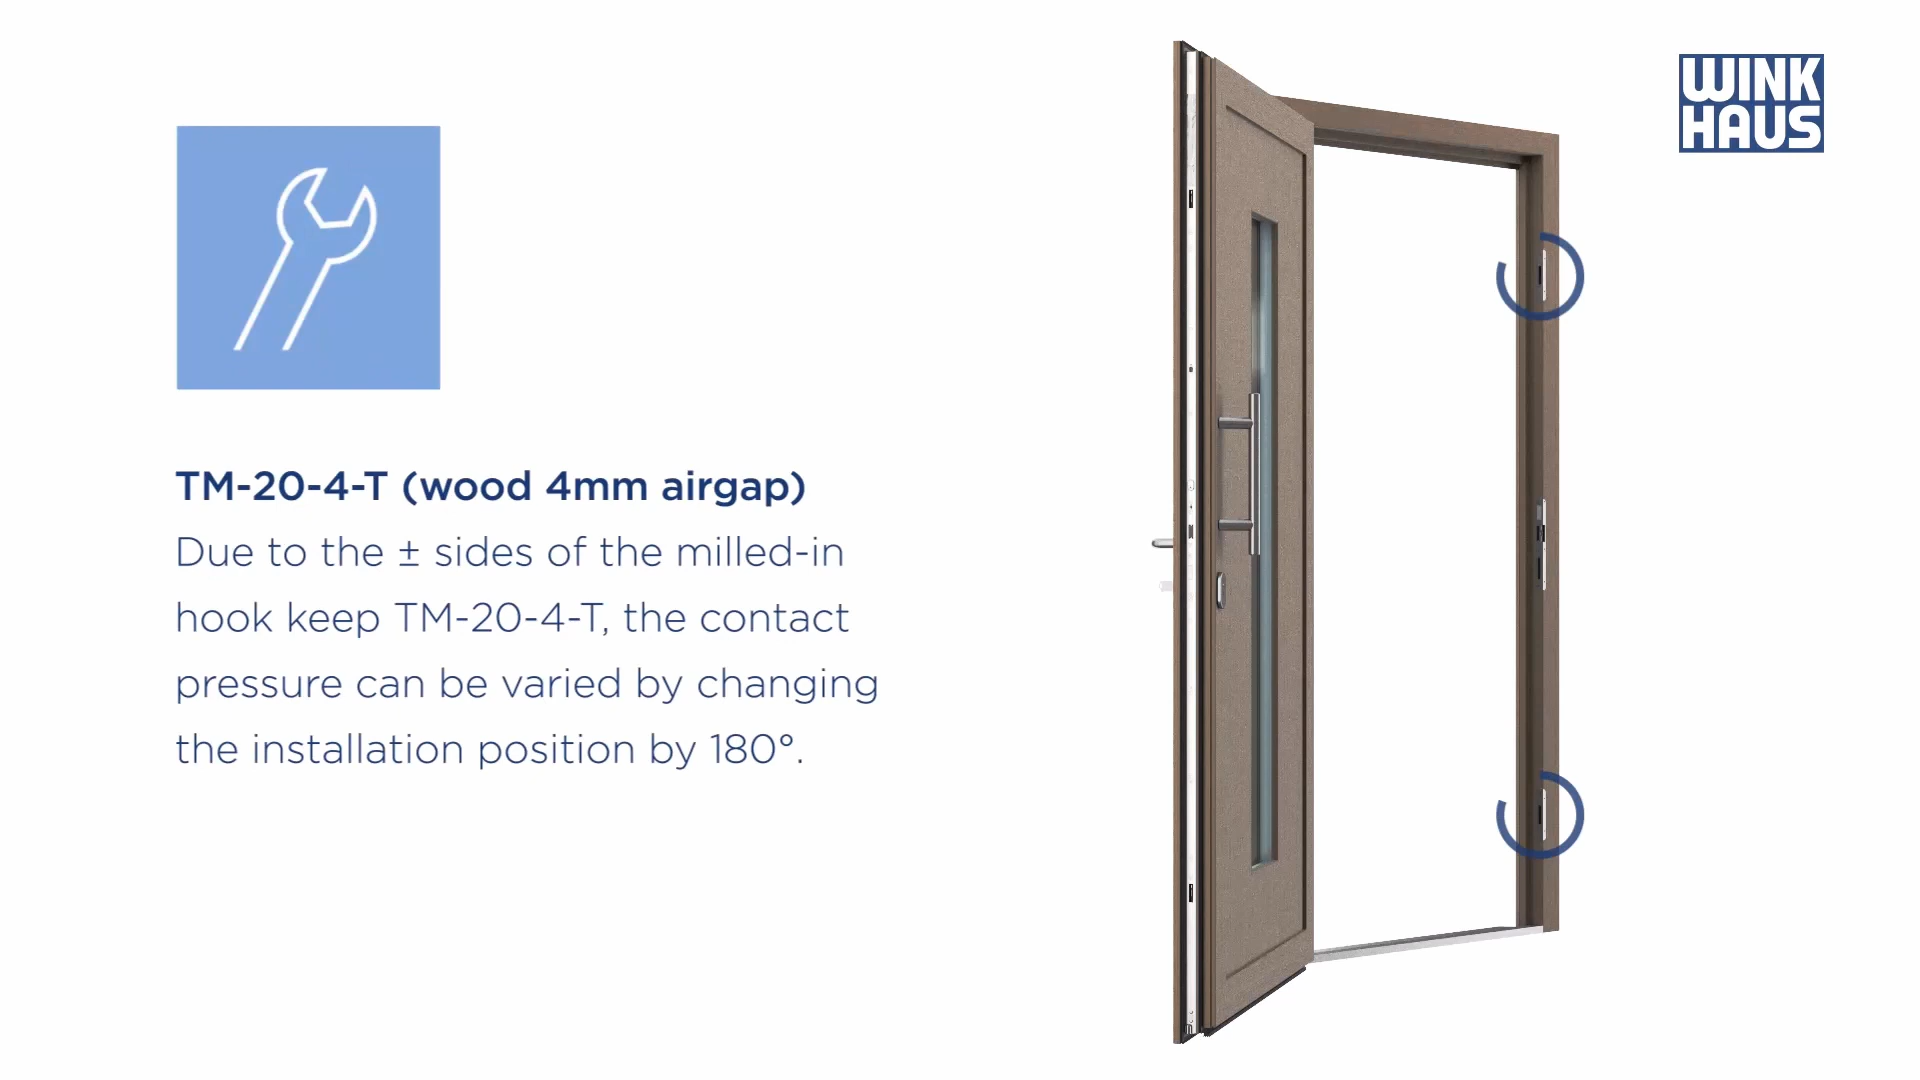 WINK
HAUS
TM-20-4-T (wood 4mm airgap)
Due to the ± sides of the milled-in
hook keep TM-20-4-T, the contact
pressure can be varied by changing
the installation position by 180°.